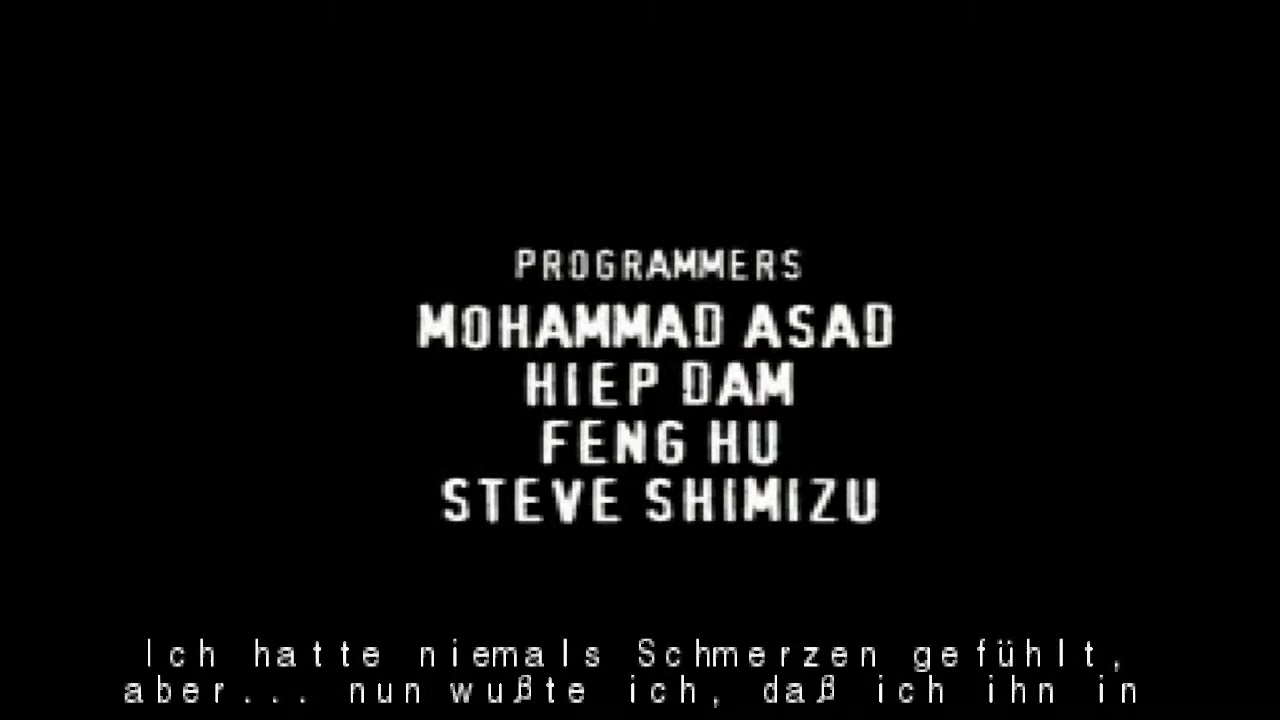 PROGRAMMERS
MOHAMMAD ASAD
HIEP DAM
FENG HU
STEVE SHIMIZU
Ich hatte niemals Schmerzen gefühlt,
aber... nun wußte ich, daß ich ihn in